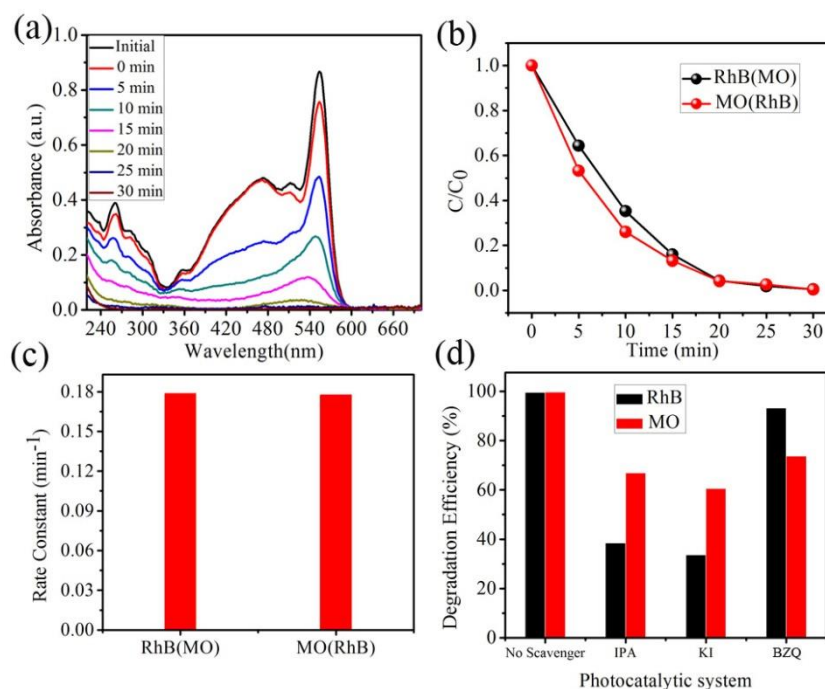 (a)
1.0
0.8
0.6
0.4
0.2
0.0
Absorbance (a.u.)
Initial
0 min
5 min
10 min
15 min
20 min
25 min
30 min
240 300 360 420 480 540 600 660
Wavelength(nm)
(b)
1.0
0.8
0.6
0.4
0.2
0.0
C/C0
RhB(MO)
MO(RhB)
0 5 10 15 20 25 30
Time (min)
(c)
0.18
0.15
0.12
0.09
0.06
0.03
0.00
Rate Constant (min-1)
RhB(MO) MO(RhB)
(d)
100
80
60
40
20
0
Degradation Efficiency (%)
RhB
MO
No Scavenger IPA KI BZQ
Photocatalytic system